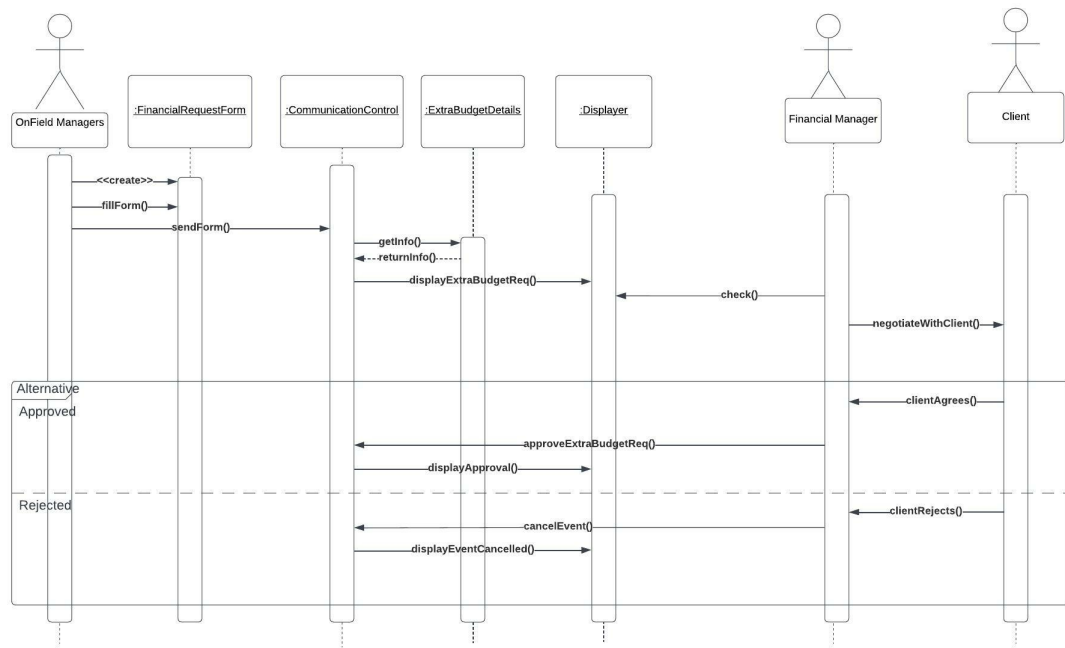 OnField Managers
:FinancialRequestForm
:CommunicationControl
:ExtraBudgetDetails
:Displayer
Financial Manager
Client
<<create>>
fillForm()
sendForm()
getInfo()
returnInfo()
displayExtraBudgetReq()
check()
negotiateWithClient()
Alternative
Approved
clientAgrees()
approveExtraBudgetReq()
displayApproval()
Rejected
clientRejects()
cancelEvent()
displayEventCancelled()